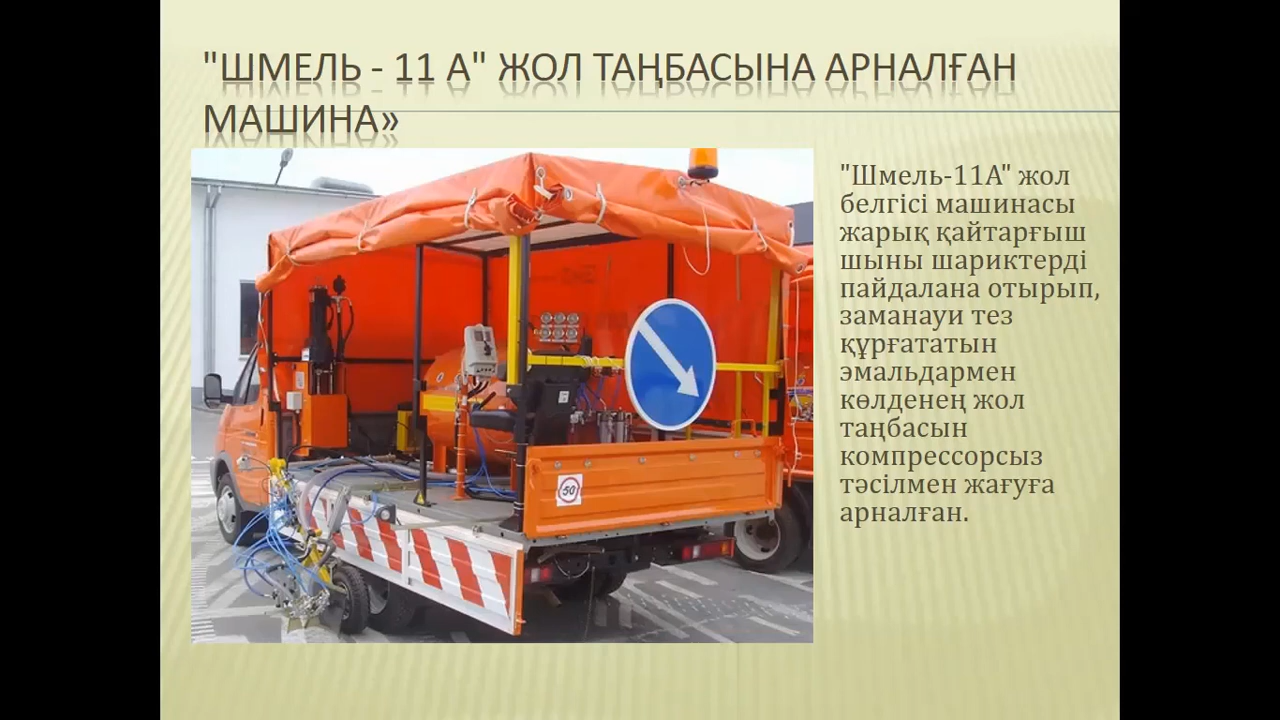 "ШМЕЛЬ - 11 А" ЖОЛ ТАҢБАСЫНА АРНАЛҒАН
МАШИНА»
"Шмель-11А" жол
белгісі машинасы
жарық қайтарғыш
шыны шариктерді
пайдалана отырып,
заманауи тез
құрғататын
эмальдармен
көлденең жол
таңбасын
компрессорсыз
тәсілмен жағуға
арналған.
50